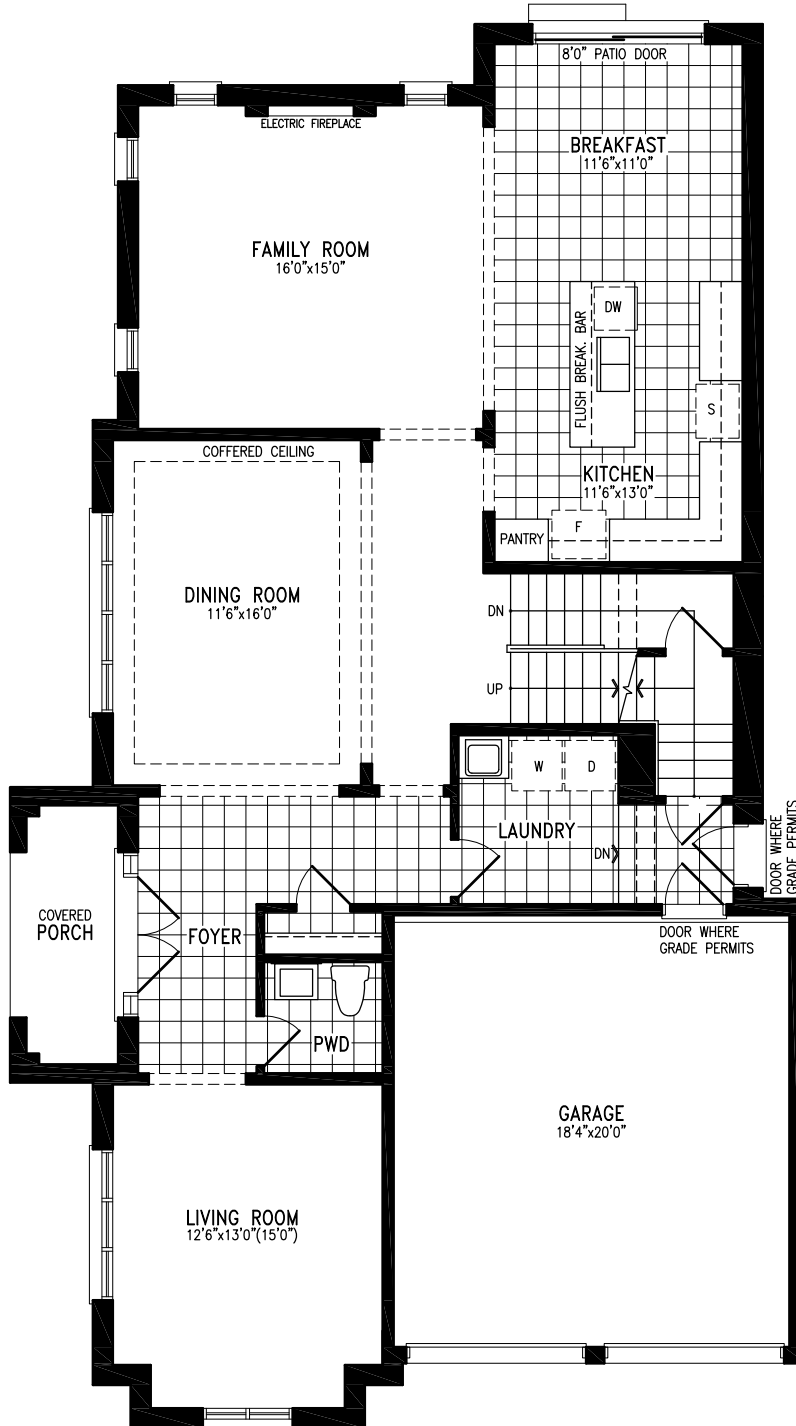 8'0" PATIO DOOR
ELECTRIC FIREPLACE
BREAKFAST
11'6"x11'0"
FAMILY ROOM
16'0"x15'0"
DW
FLUSH BREAK. BAR
S
COFFERED CEILING
KITCHEN
11'6"x13'0"
F
PANTRY
DINING ROOM
11'6"x16'0"
DN
UP
W
D
LAUNDRY
DN
DOOR WHERE
GRADE PERMITS
COVERED
PORCH
FOYER
DOOR WHERE
GRADE PERMITS
PWD
GARAGE
18'4"x20'0"
LIVING ROOM
12'6"x13'0"(15'0")